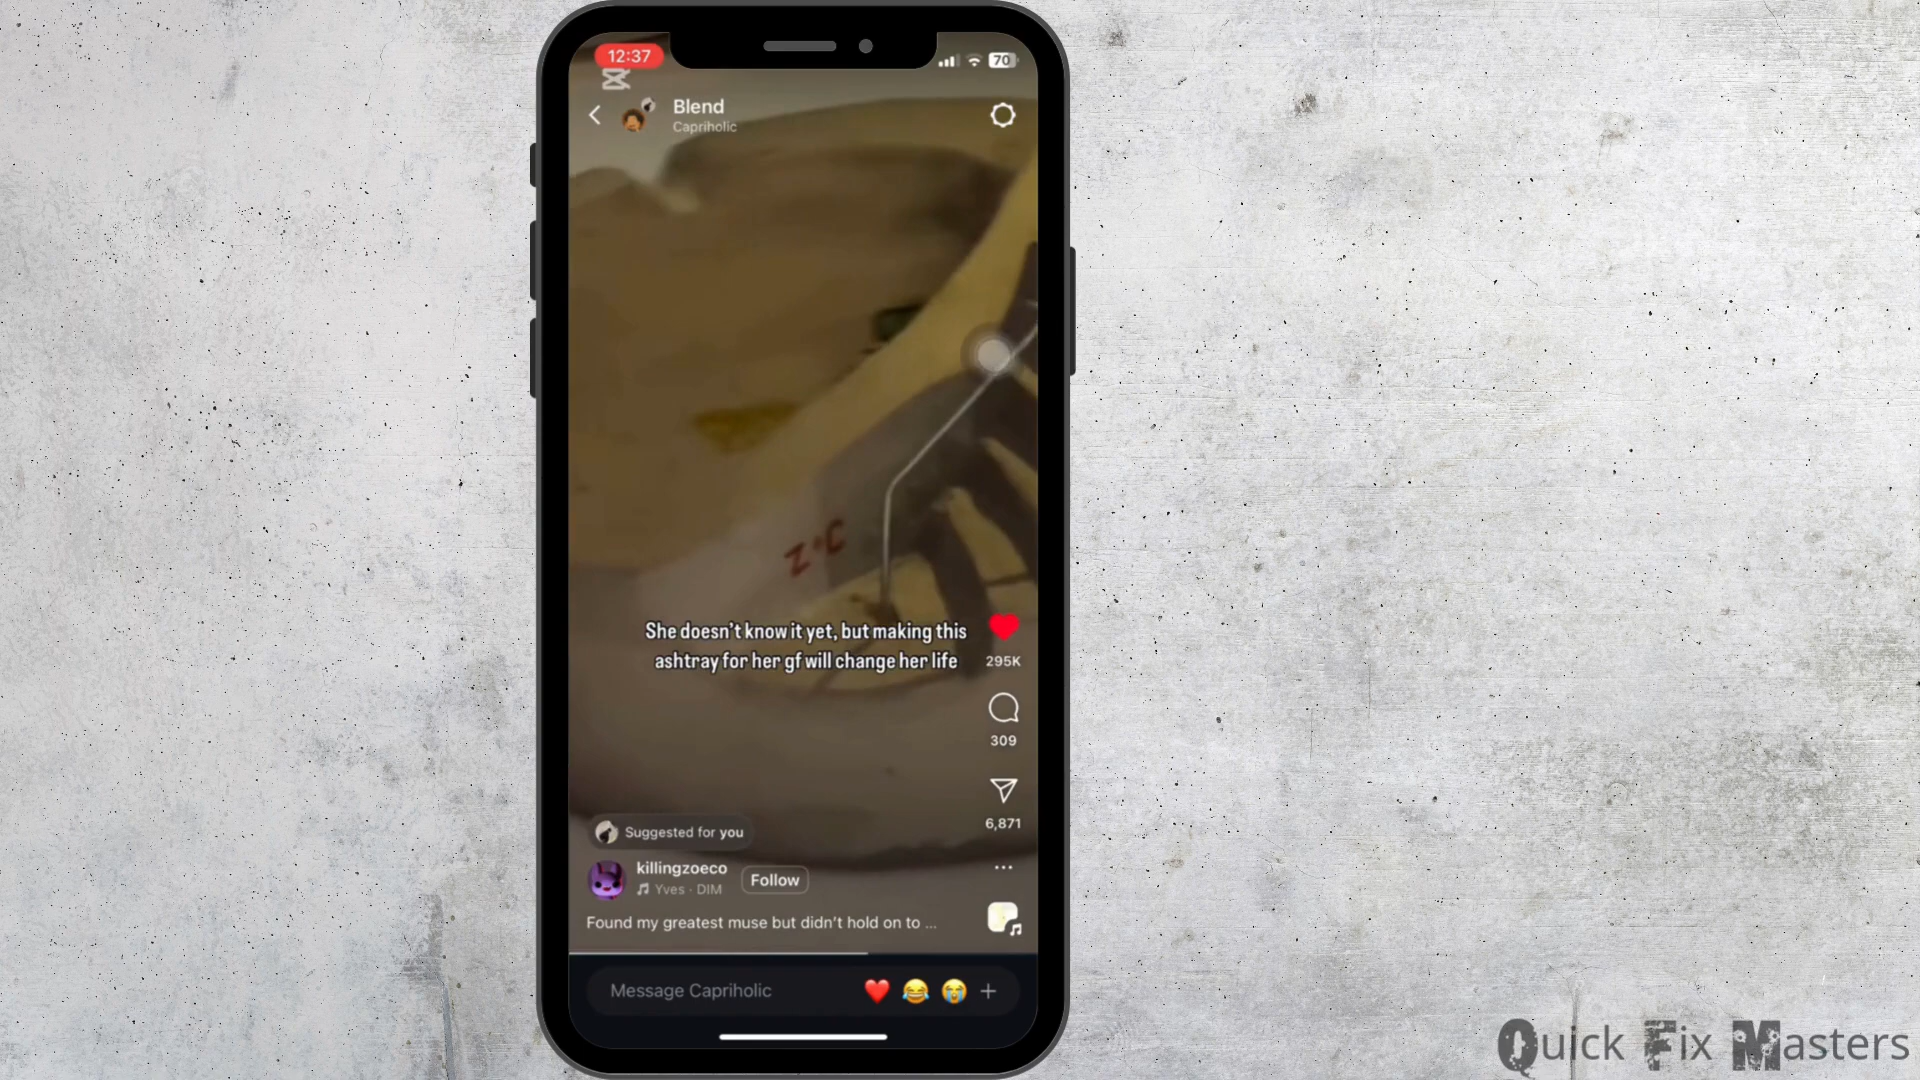 12:37
70
Blend
Capriholic
Z°C
She doesn't know it yet, but making this
ashtray for her gf will change her life
295K
309
6,871
Suggested for you
killingzoeco
Follow
Yves · DIM
Found my greatest muse but didn't hold on to ...
Message Capriholic
Quick Fix Masters